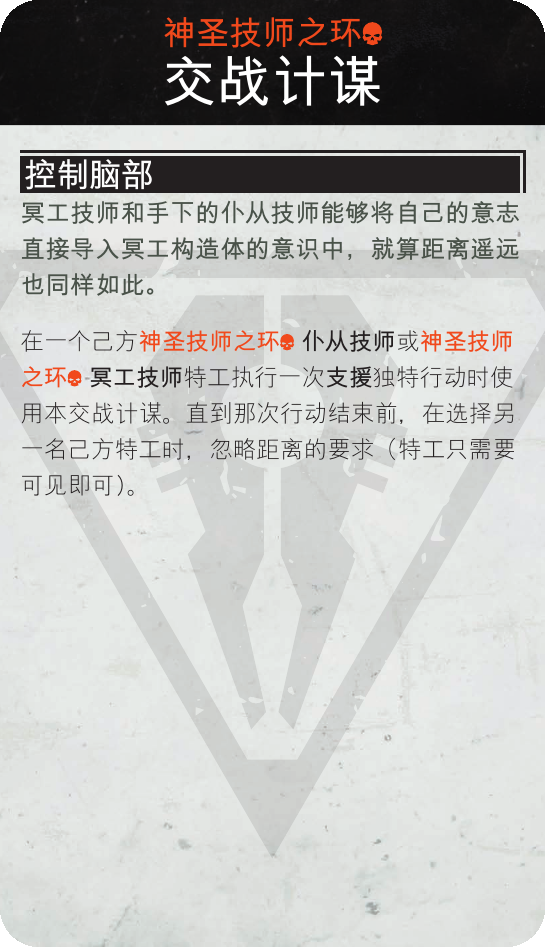 神圣技师之环
交战计谋
控制脑部
冥工技师和手下的仆从技师能够将自己的意志
直接导入冥工构造体的意识中，就算距离遥远
也同样如此。
在一个己方神圣技师之环 仆从技师或神圣技师
之环 冥工技师特工执行一次支援独特行动时使
用本交战计谋。直到那次行动结束前，在选择另
一名己方特工时，忽略距离的要求（特工只需要
可见即可）。